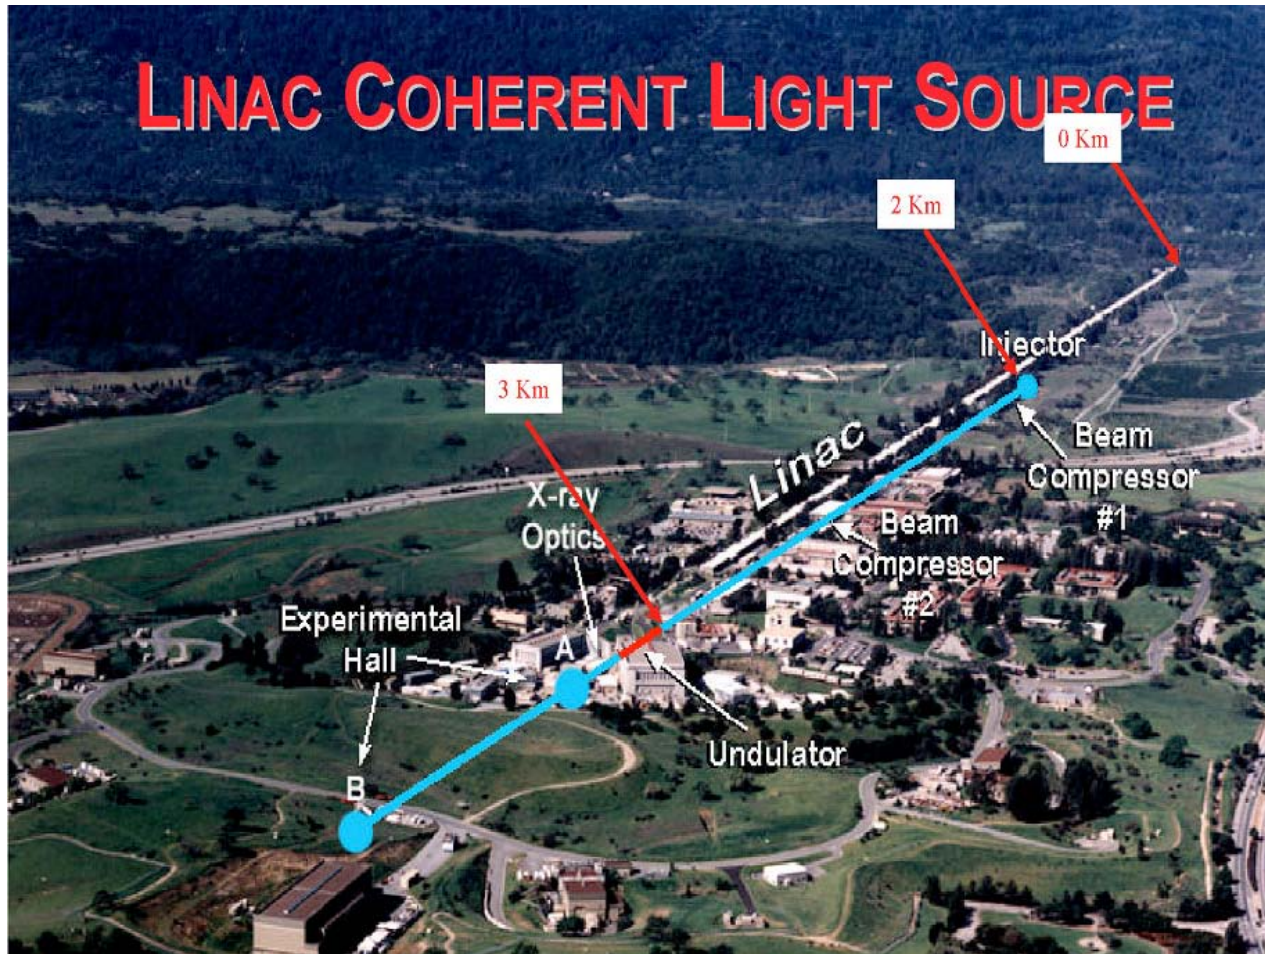 LINAC COHERENT LIGHT SOURCE
0 Km
2 Km
Injector
3 Km
Linac
Beam
Compressor
#1
X-ray
Optics
Beam
Compressor
#2
Experimental
Hall
A
Undulator
B